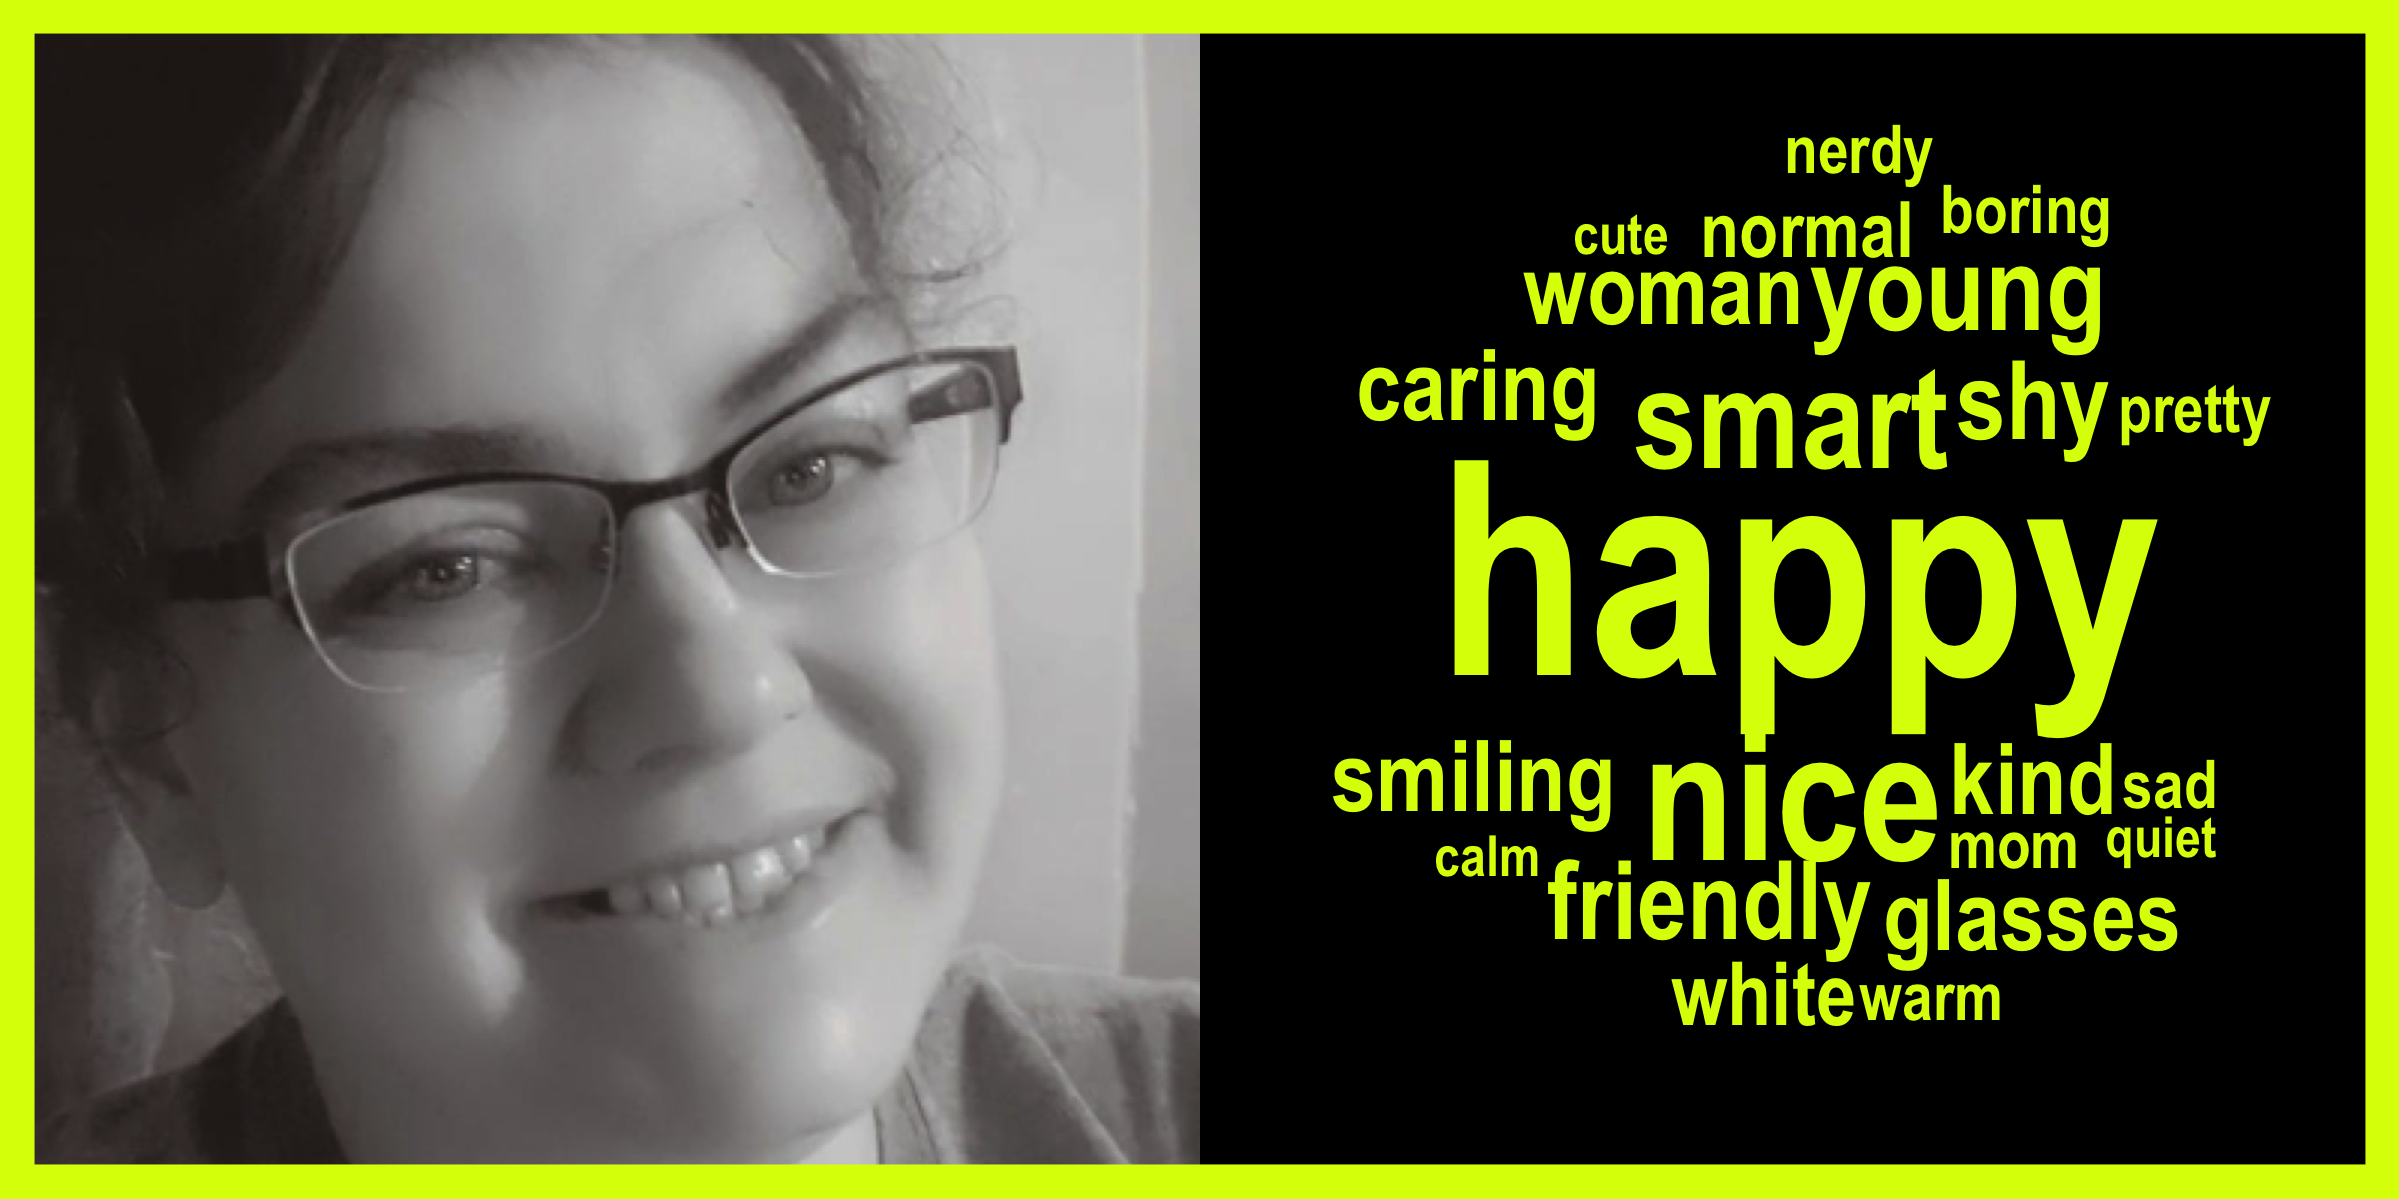 nerdy
cute normal boring
woman young
caring smart shy pretty
happy
smiling nice kind sad
calm mom quiet
friendly glasses
white warm